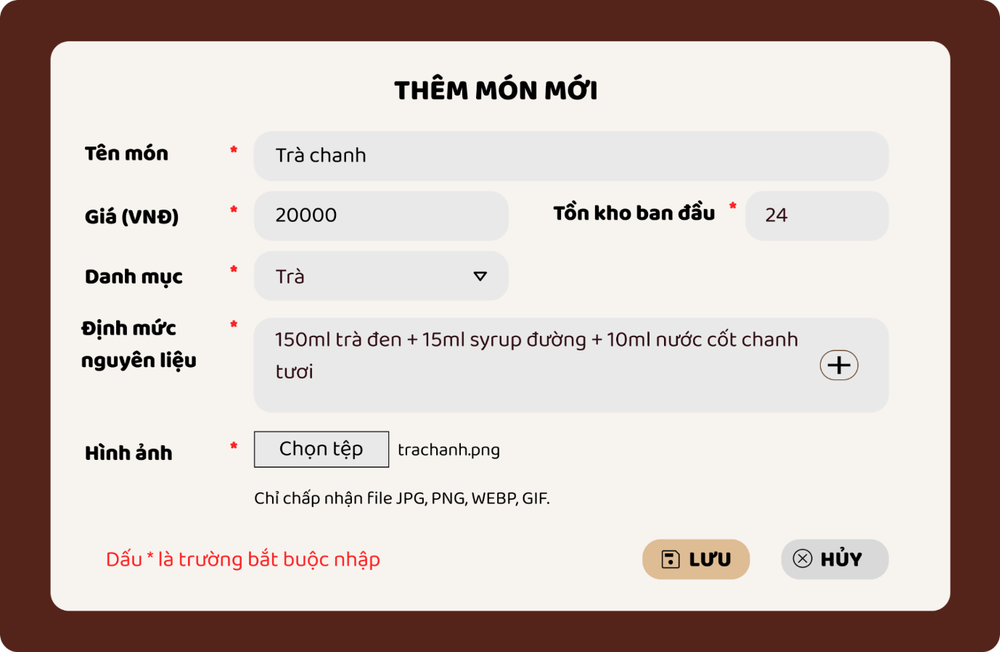 THÊM MÓN MỚI
Tên món * Trà chanh
Giá (VNĐ) * 20000 Tồn kho ban đầu * 24
Danh mục * Trà
Định mức nguyên liệu * 150ml trà đen + 15ml syrup đường + 10ml nước cốt chanh
tươi
Hình ảnh * Chọn tệp trachanh.png
Chỉ chấp nhận file JPG, PNG, WEBP, GIF.
Dấu * là trường bắt buộc nhập LƯU HỦY